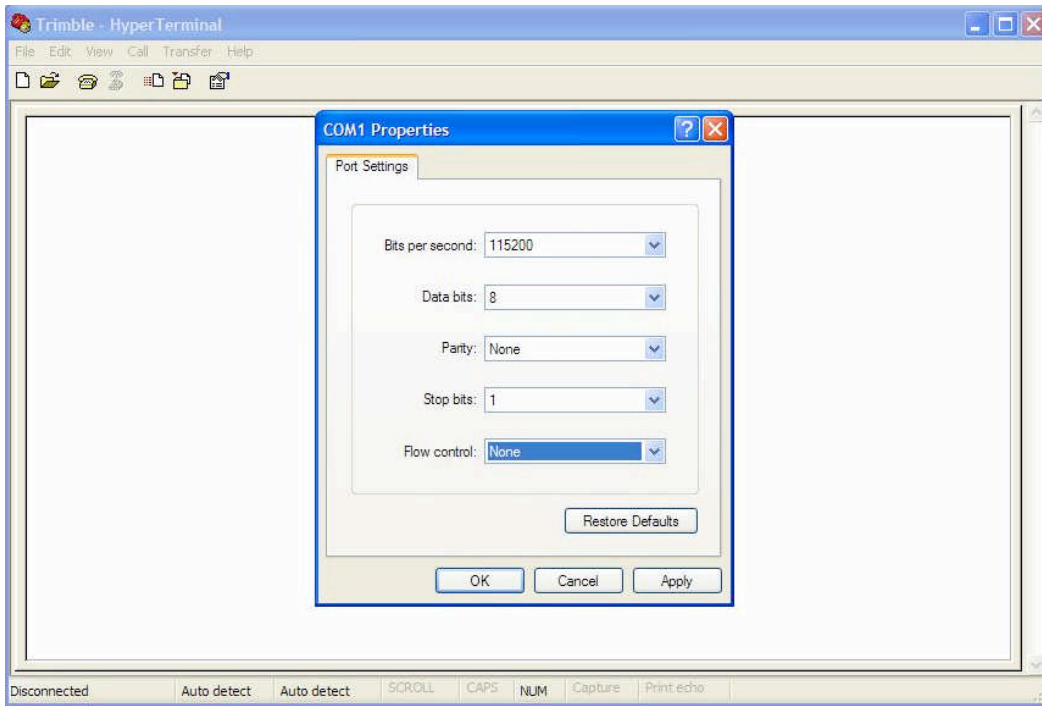 Trimble - HyperTerminal
File Edit View Call Transfer Help
COM1 Properties
Port Settings
Bits per second: 115200
Data bits: 8
Parity: None
Stop bits: 1
Flow control: None
Restore Defaults
OK Cancel Apply
Disconnected Auto detect Auto detect SCROLL CAPS NUM Capture Print echo